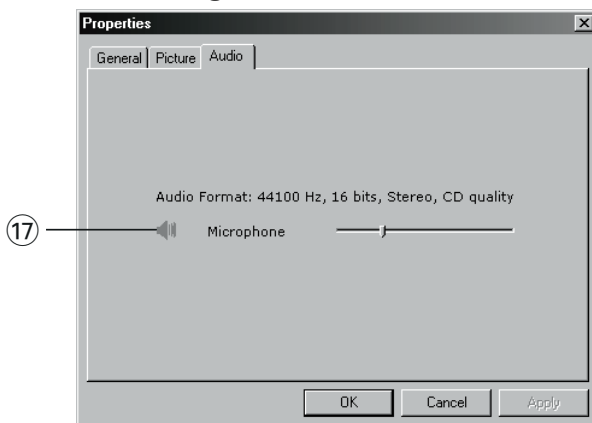 Properties
General Picture Audio
Audio Format: 44100 Hz, 16 bits, Stereo, CD quality
17 Microphone
OK Cancel Apply